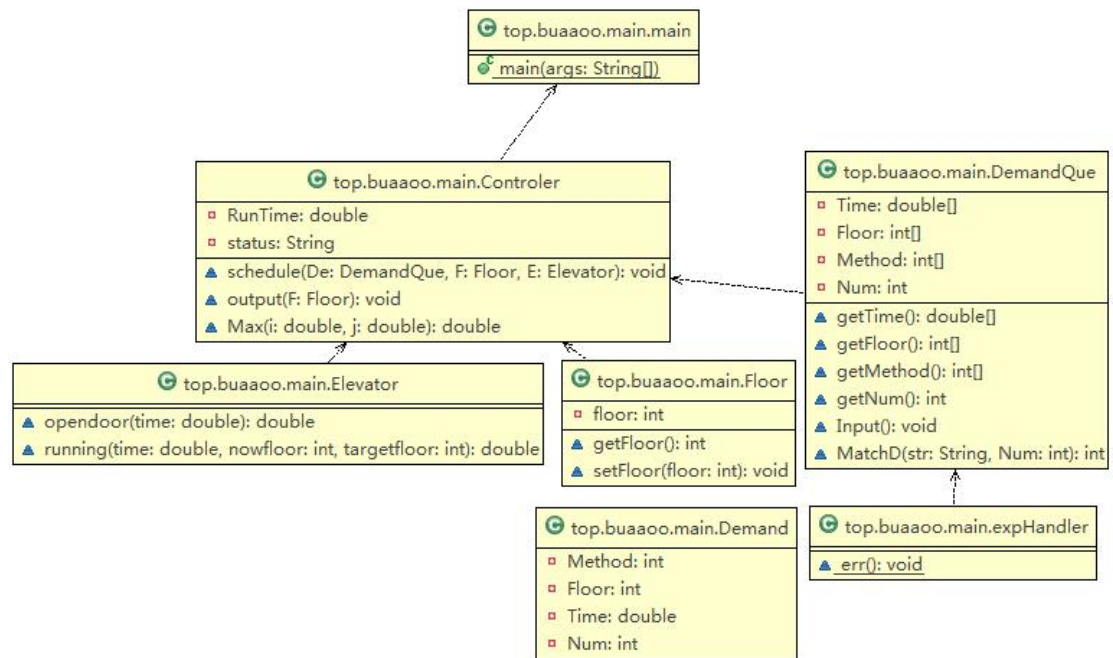 top.buaaoo.main.main
main(args: String[])
top.buaaoo.main.Controler
RunTime: double
status: String
schedule(De: DemandQue, F: Floor, E: Elevator): void
output(F: Floor): void
Max(i: double, j: double): double
top.buaaoo.main.DemandQue
Time: double[]
Floor: int[]
Method: int[]
Num: int
getTime(): double[]
getFloor(): int[]
getMethod(): int[]
getNum(): int
Input(): void
MatchD(str: String, Num: int): int
top.buaaoo.main.Elevator
opendoor(time: double): double
running(time: double, nowfloor: int, targetfloor: int): double
top.buaaoo.main.Floor
floor: int
getFloor(): int
setFloor(floor: int): void
top.buaaoo.main.Demand
Method: int
Floor: int
Time: double
Num: int
top.buaaoo.main.expHandler
err(): void